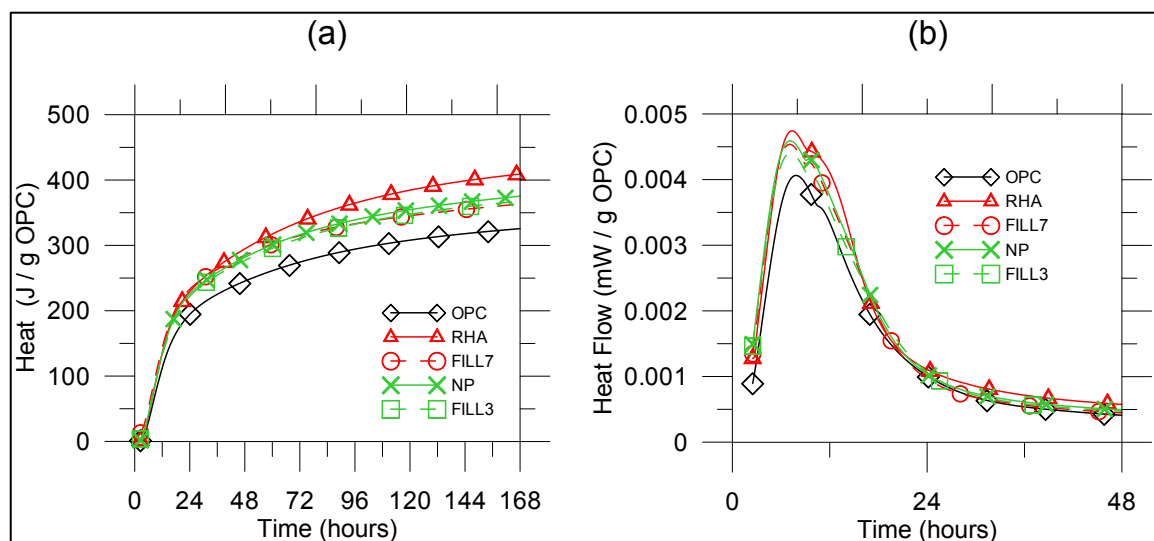 (a)
500
400
300
200
100
0
Heat (J / g OPC)
OPC
RHA
FILL7
NP
FILL3
0 24 48 72 96 120 144 168
Time (hours)
(b)
0.005
0.004
0.003
0.002
0.001
0
Heat Flow (mW / g OPC)
OPC
RHA
FILL7
NP
FILL3
0 24 48
Time (hours)